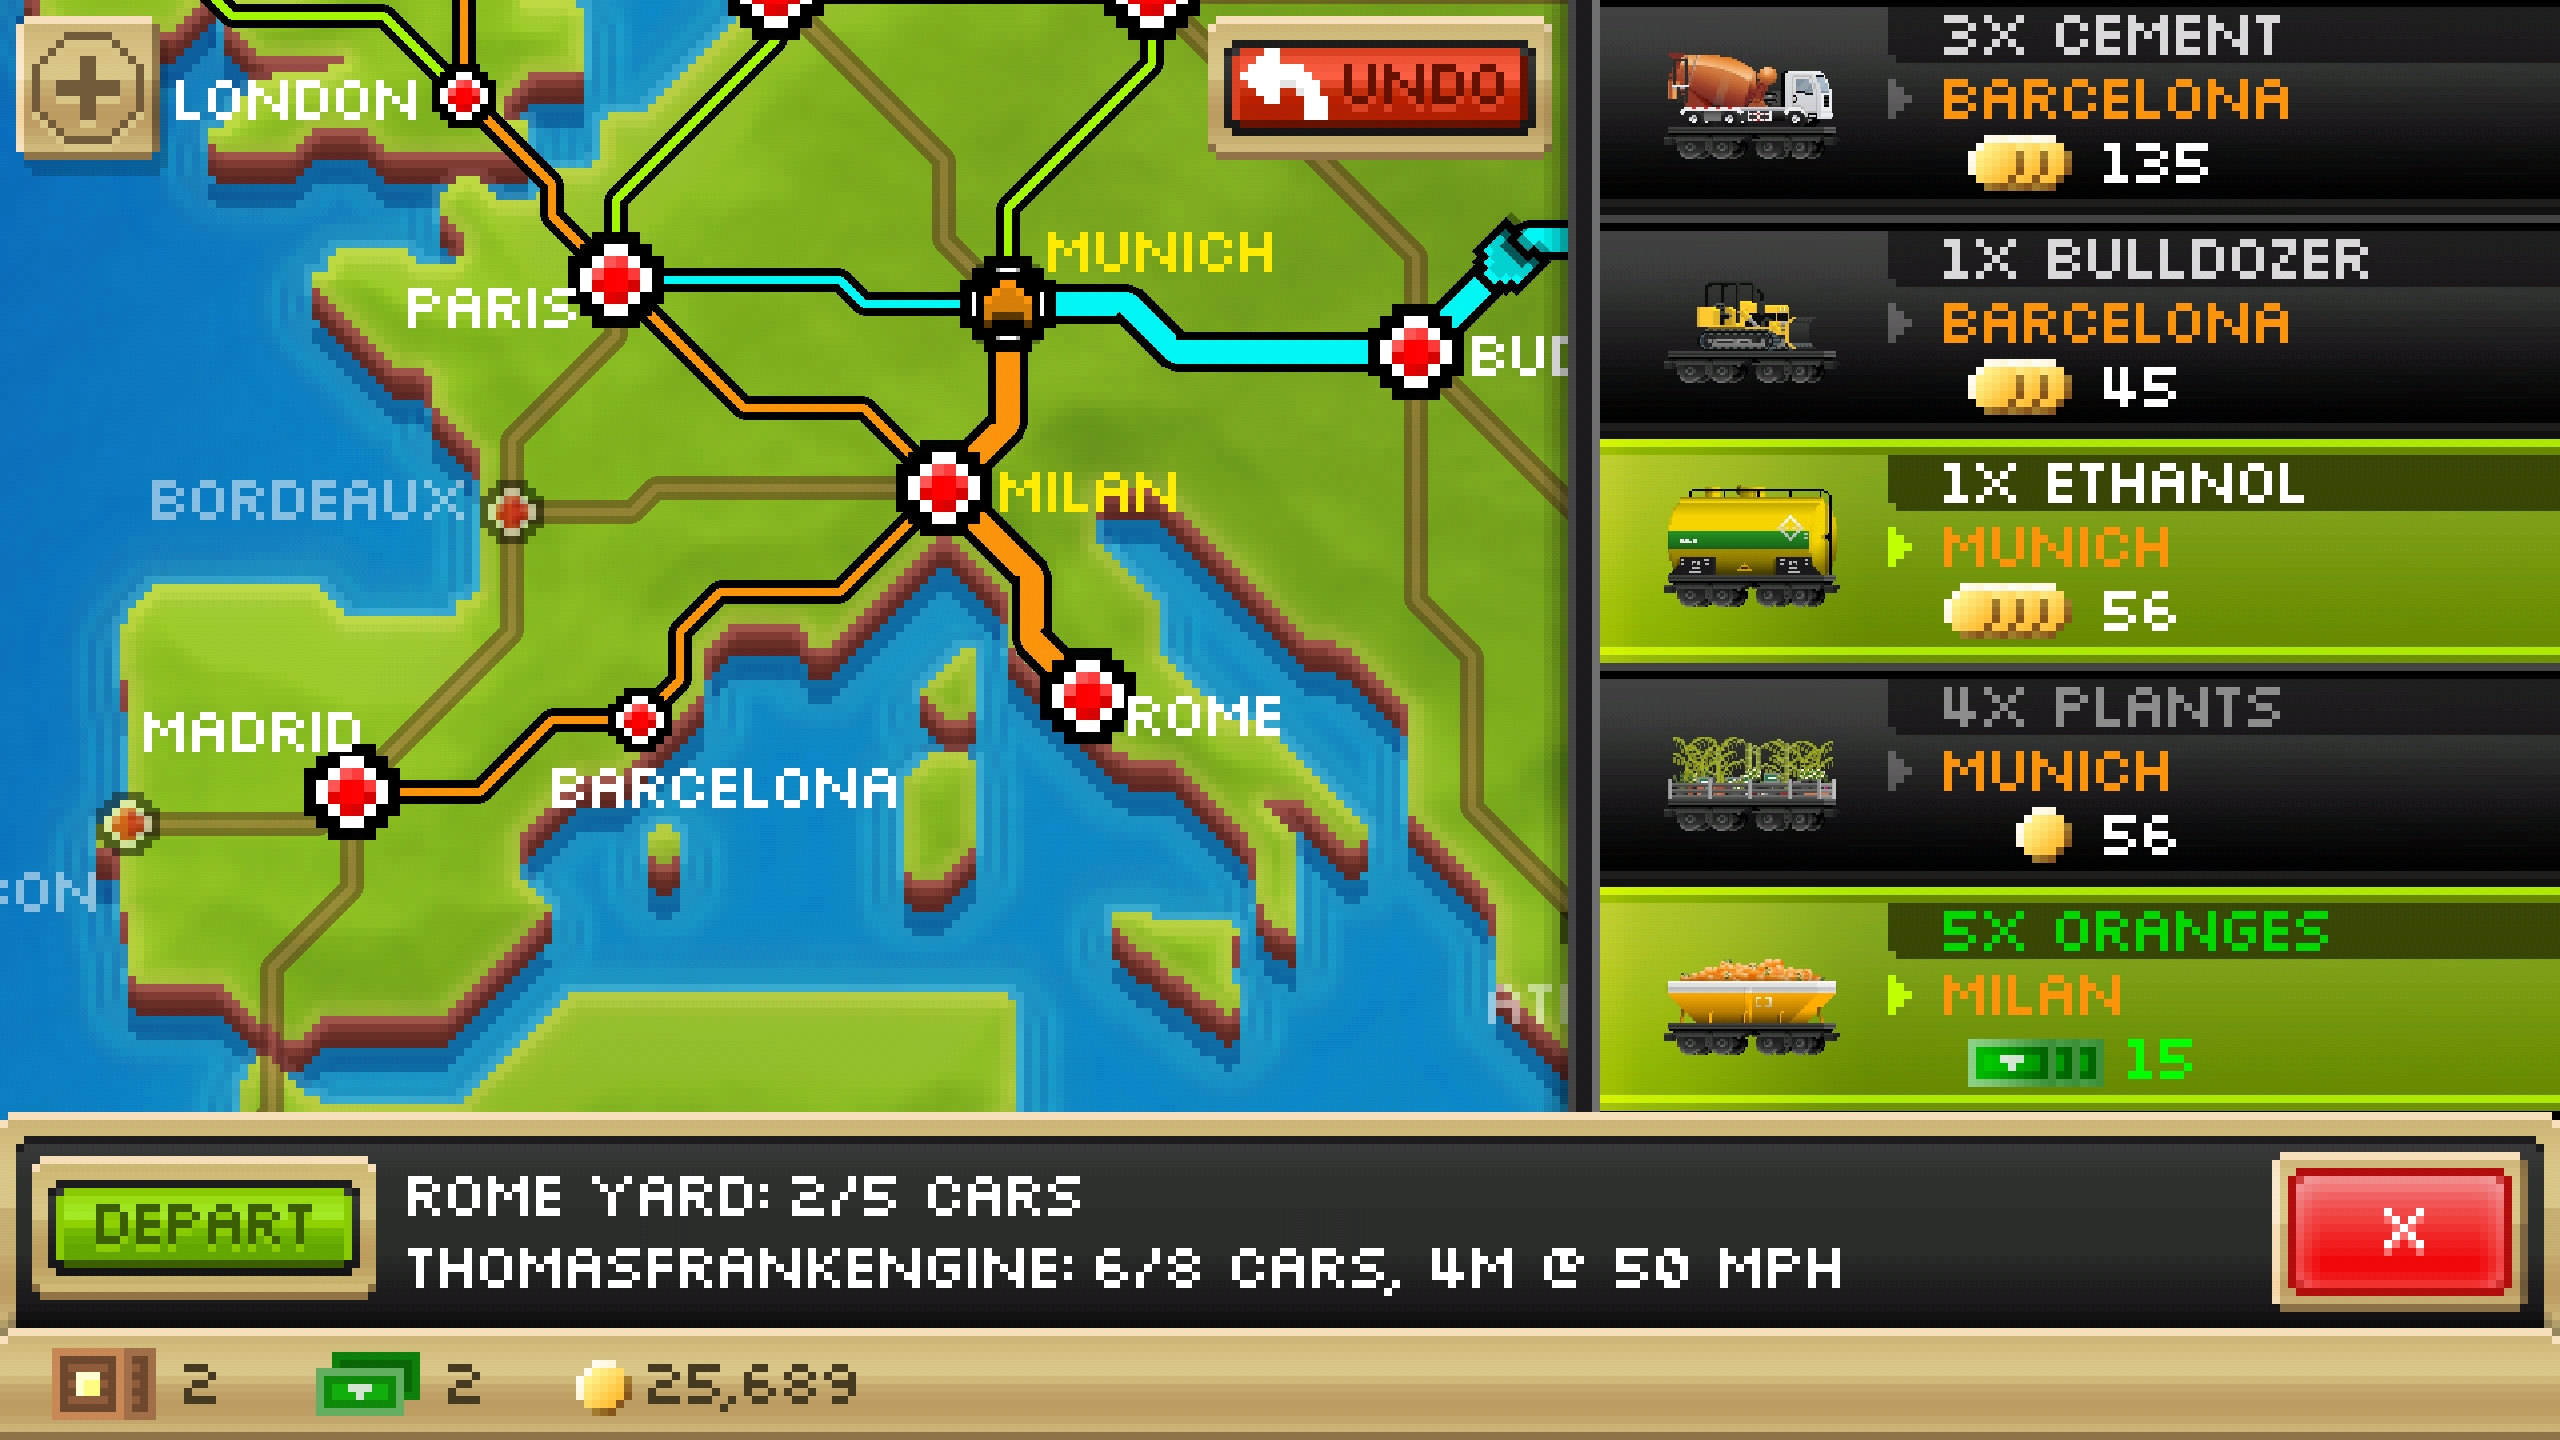 LONDON
UNDO
MUNICH
PARIS
BUD
BORDEAUX
MILAN
MADRID
ROME
BARCELONA
3X CEMENT
BARCELONA
135
1X BULLDOZER
BARCELONA
45
1X ETHANOL
MUNICH
56
4X PLANTS
MUNICH
56
5X ORANGES
MILAN
15
DEPART
ROME YARD: 2/5 CARS
THOMASFRANKENGINE: 6/8 CARS, 4M @ 50 MPH
X
2
2
25,689